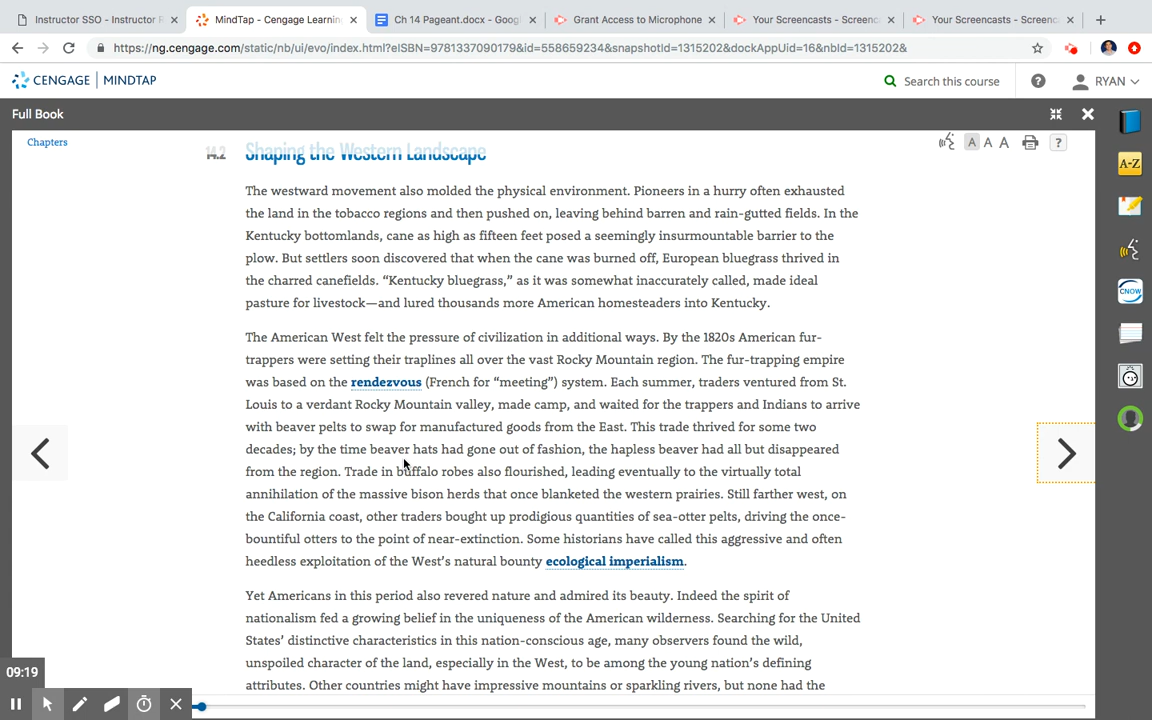 Instructor SSO - Instructor R
MindTap - Cengage Learnin
Ch 14 Pageant.docx - Goog
Grant Access to Microphone
Your Screencasts - Screenc
Your Screencasts - Screenc
https://ng.cengage.com/static/nb/ui/evo/index.html?eISBN=9781337090179&id=558659234&snapshotId=1315202&dockAppUid=16&nbId=1315202&
CENGAGE | MINDTAP
Search this course
?
RYAN
Full Book
Chapters
14.2 Shaping the Western Landscape
A A A
?
A-Z
The westward movement also molded the physical environment. Pioneers in a hurry often exhausted
the land in the tobacco regions and then pushed on, leaving behind barren and rain-gutted fields. In the
Kentucky bottomlands, cane as high as fifteen feet posed a seemingly insurmountable barrier to the
plow. But settlers soon discovered that when the cane was burned off, European bluegrass thrived in
the charred canefields. “Kentucky bluegrass,” as it was somewhat inaccurately called, made ideal
pasture for livestock—and lured thousands more American homesteaders into Kentucky.
CNOW
The American West felt the pressure of civilization in additional ways. By the 1820s American fur-
trappers were setting their traplines all over the vast Rocky Mountain region. The fur-trapping empire
was based on the rendezvous (French for “meeting”) system. Each summer, traders ventured from St.
Louis to a verdant Rocky Mountain valley, made camp, and waited for the trappers and Indians to arrive
with beaver pelts to swap for manufactured goods from the East. This trade thrived for some two
decades; by the time beaver hats had gone out of fashion, the hapless beaver had all but disappeared
from the region. Trade in buffalo robes also flourished, leading eventually to the virtually total
annihilation of the massive bison herds that once blanketed the western prairies. Still farther west, on
the California coast, other traders bought up prodigious quantities of sea-otter pelts, driving the once-
bountiful otters to the point of near-extinction. Some historians have called this aggressive and often
heedless exploitation of the West’s natural bounty ecological imperialism.
Yet Americans in this period also revered nature and admired its beauty. Indeed the spirit of
nationalism fed a growing belief in the uniqueness of the American wilderness. Searching for the United
States’ distinctive characteristics in this nation-conscious age, many observers found the wild,
unspoiled character of the land, especially in the West, to be among the young nation’s defining
attributes. Other countries might have impressive mountains or sparkling rivers, but none had the
09:19